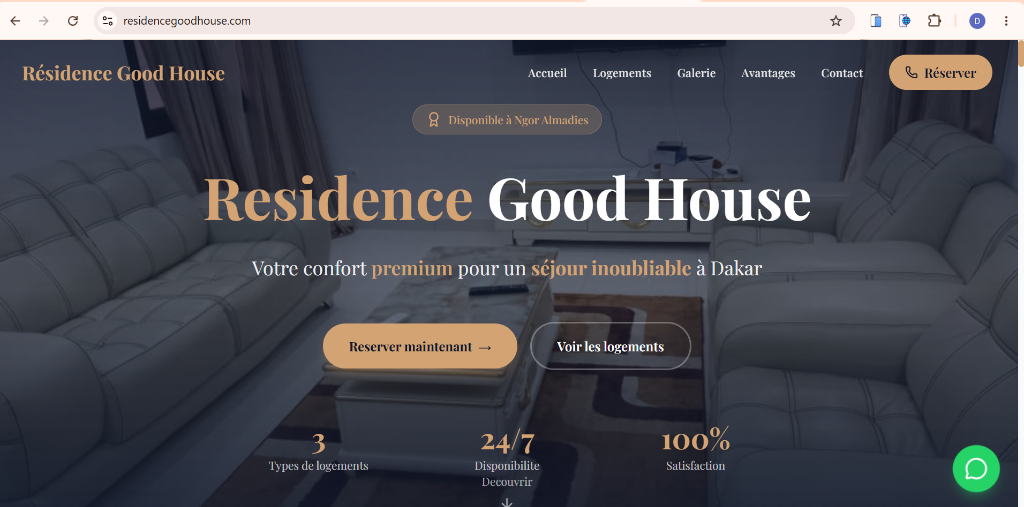 residencegoodhouse.com
D
Résidence Good House
Accueil
Logements
Galerie
Avantages
Contact
Réserver
Disponible à Ngor Almadies
Residence Good House
Votre confort premium pour un séjour inoubliable à Dakar
Reserver maintenant →
Voir les logements
3
Types de logements
24/7
Disponibilite
Decouvrir
100%
Satisfaction